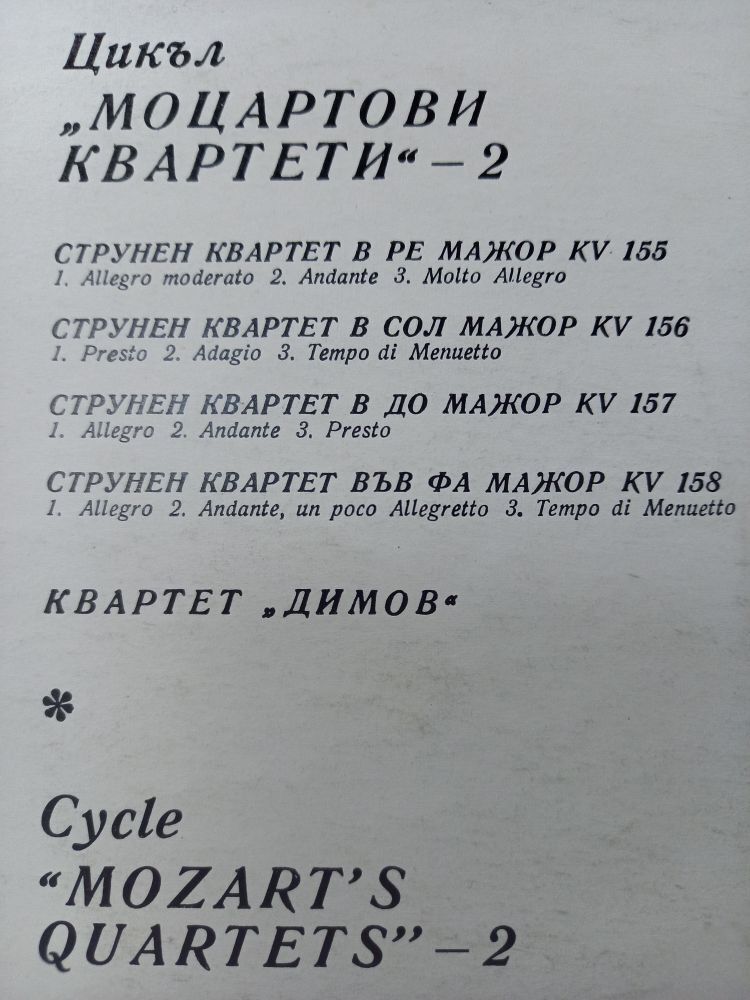 Цикъл
„МОЦАРТОВИ
КВАРТЕТИ“ – 2
СТРУНЕН КВАРТЕТ В РЕ МАЖОР KV 155
1. Allegro moderato 2. Andante 3. Molto Allegro
СТРУНЕН КВАРТЕТ В СОЛ МАЖОР KV 156
1. Presto 2. Adagio 3. Tempo di Menuetto
СТРУНЕН КВАРТЕТ В ДО МАЖОР KV 157
1. Allegro 2. Andante 3. Presto
СТРУНЕН КВАРТЕТ ВЪВ ФА МАЖОР KV 158
1. Allegro 2. Andante, un poco Allegretto 3. Tempo di Menuetto
КВАРТЕТ „ДИМОВ“
*
Cycle
“MOZART’S
QUARTETS” – 2